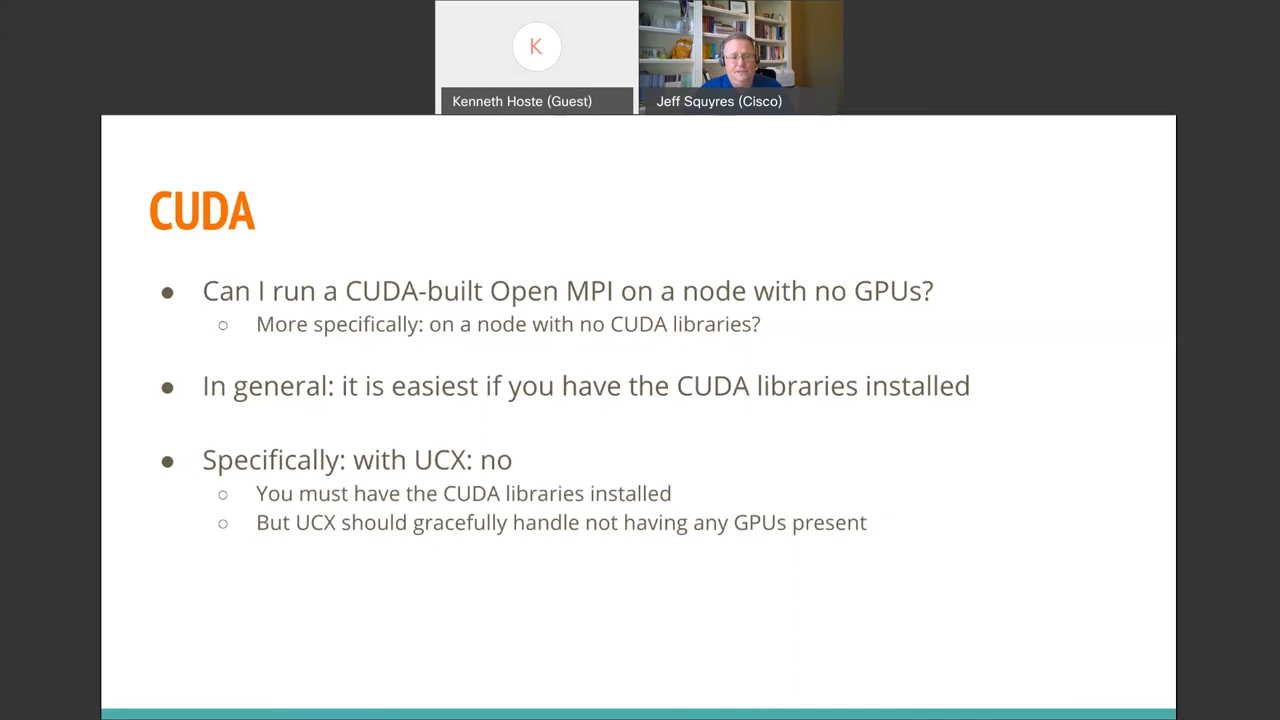 K
Kenneth Hoste (Guest)
Jeff Squyres (Cisco)
CUDA
● Can I run a CUDA-built Open MPI on a node with no GPUs?
○ More specifically: on a node with no CUDA libraries?
● In general: it is easiest if you have the CUDA libraries installed
● Specifically: with UCX: no
○ You must have the CUDA libraries installed
○ But UCX should gracefully handle not having any GPUs present